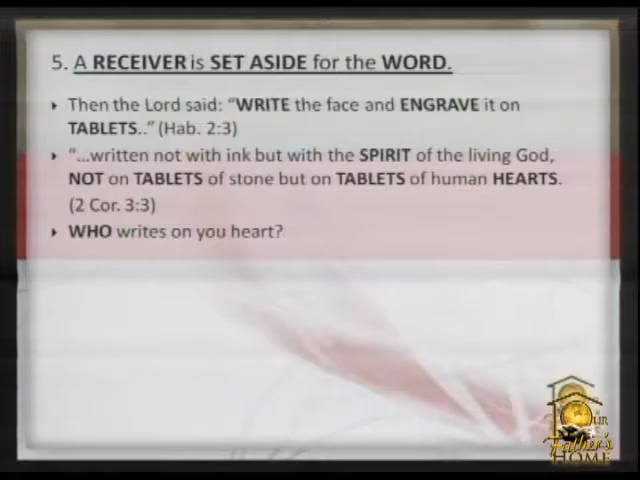 5. A RECEIVER is SET ASIDE for the WORD.
Then the Lord said: “WRITE the face and ENGRAVE it on
TABLETS..” (Hab. 2:3)
“...written not with ink but with the SPIRIT of the living God,
NOT on TABLETS of stone but on TABLETS of human HEARTS.
(2 Cor. 3:3)
WHO writes on you heart?
OUR
Father's
HOME